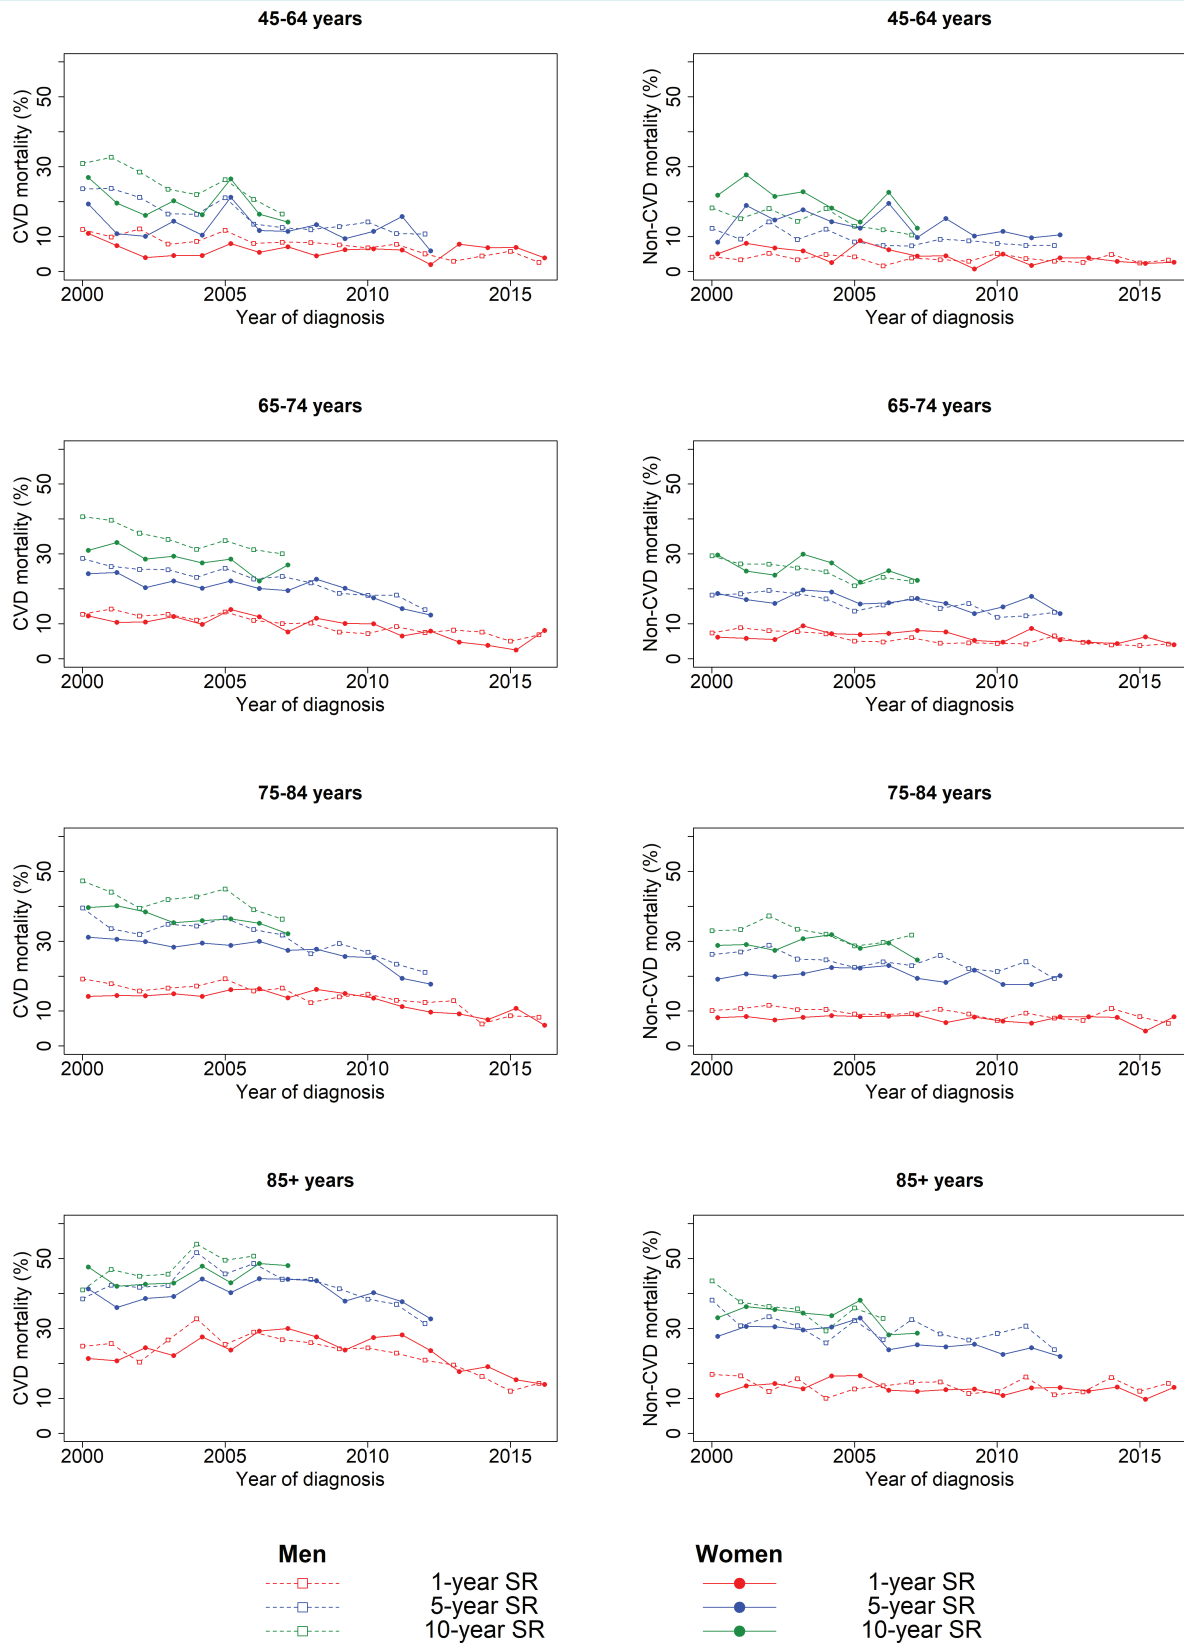 45-64 years
45-64 years
CVD mortality (%)
0 10 30 50
2000 2005 2010 2015
Year of diagnosis
Non-CVD mortality (%)
0 10 30 50
2000 2005 2010 2015
Year of diagnosis
65-74 years
65-74 years
CVD mortality (%)
0 10 30 50
2000 2005 2010 2015
Year of diagnosis
Non-CVD mortality (%)
0 10 30 50
2000 2005 2010 2015
Year of diagnosis
75-84 years
75-84 years
CVD mortality (%)
0 10 30 50
2000 2005 2010 2015
Year of diagnosis
Non-CVD mortality (%)
0 10 30 50
2000 2005 2010 2015
Year of diagnosis
85+ years
85+ years
CVD mortality (%)
0 10 30 50
2000 2005 2010 2015
Year of diagnosis
Non-CVD mortality (%)
0 10 30 50
2000 2005 2010 2015
Year of diagnosis
Men
1-year SR
5-year SR
10-year SR
Women
1-year SR
5-year SR
10-year SR